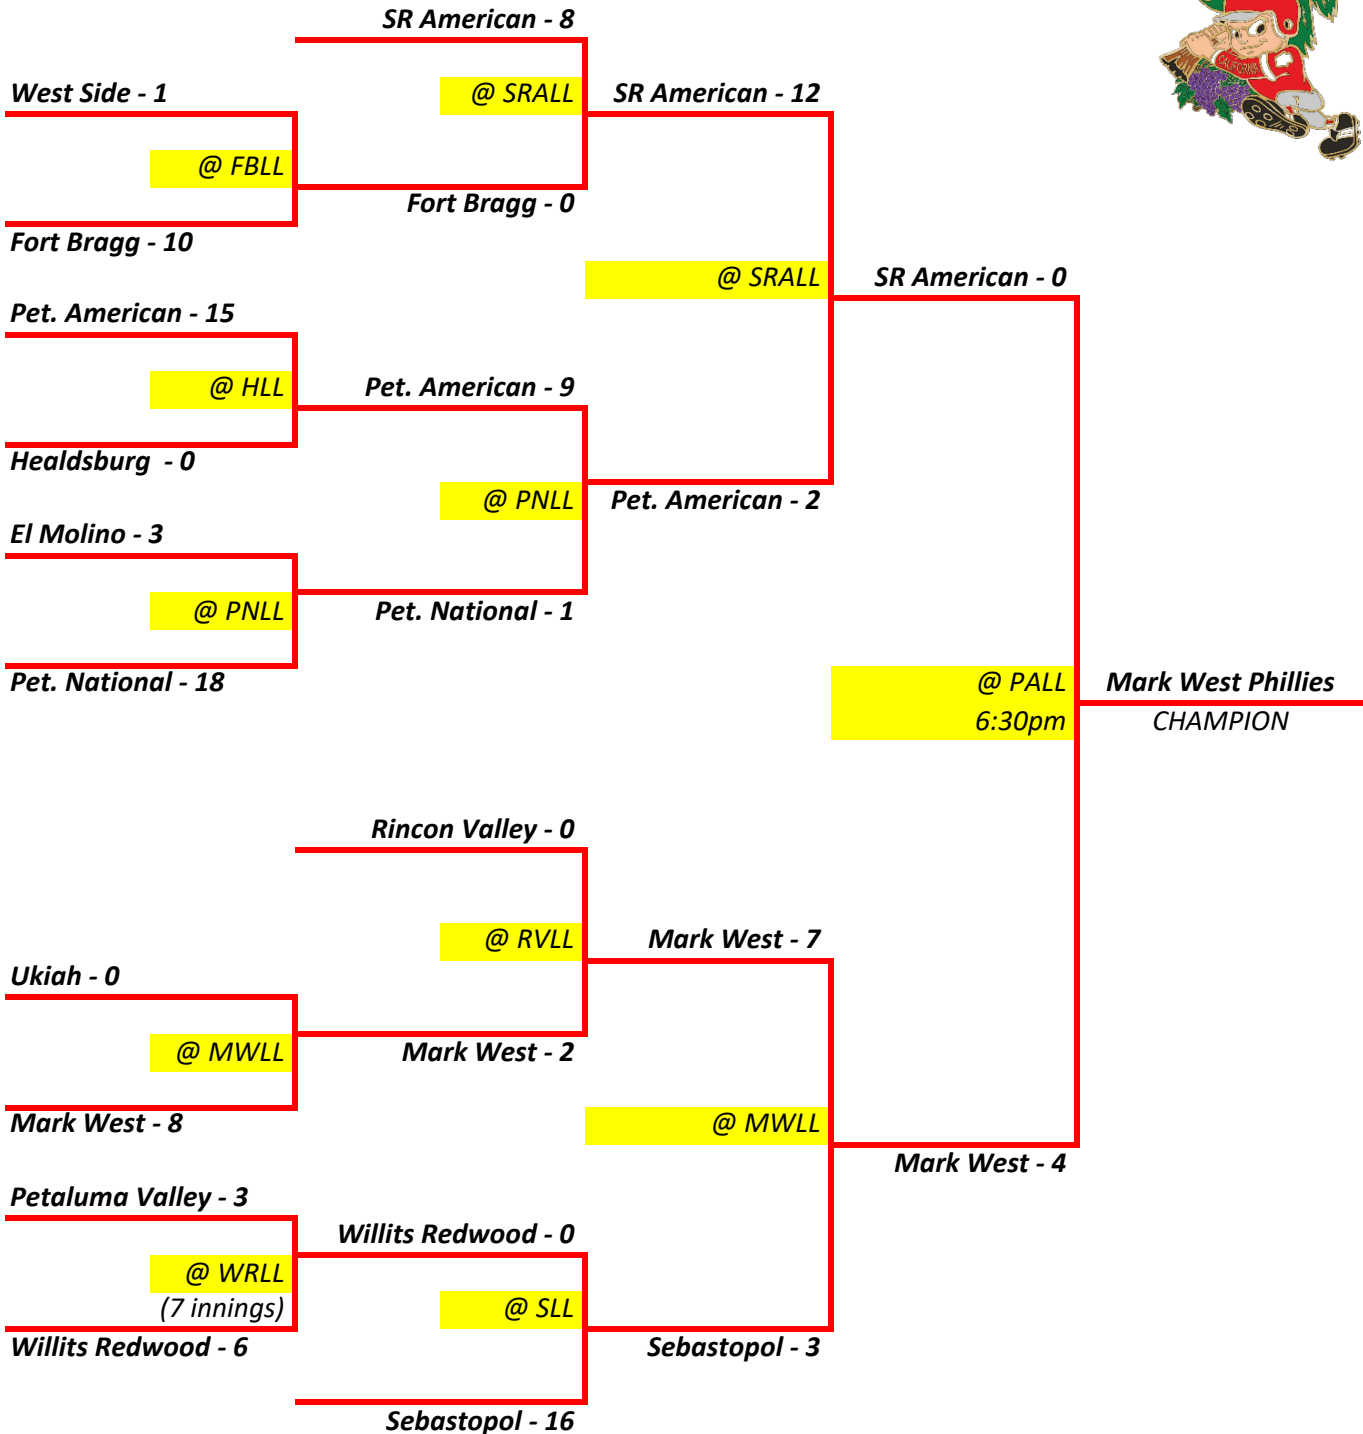 SR American - 8
West Side - 1
@ SRALL
SR American - 12
@ FBLL
Fort Bragg - 0
Fort Bragg - 10
@ SRALL
SR American - 0
Pet. American - 15
@ HLL
Pet. American - 9
Healdsburg - 0
@ PNLL
Pet. American - 2
El Molino - 3
@ PNLL
Pet. National - 1
Pet. National - 18
@ PALL
6:30pm
Mark West Phillies
CHAMPION
Rincon Valley - 0
@ RVLL
Mark West - 7
Ukiah - 0
@ MWLL
Mark West - 2
Mark West - 8
@ MWLL
Mark West - 4
Petaluma Valley - 3
Willits Redwood - 0
@ WRLL
(7 innings)
@ SLL
Willits Redwood - 6
Sebastopol - 3
Sebastopol - 16
CALIFORNIA